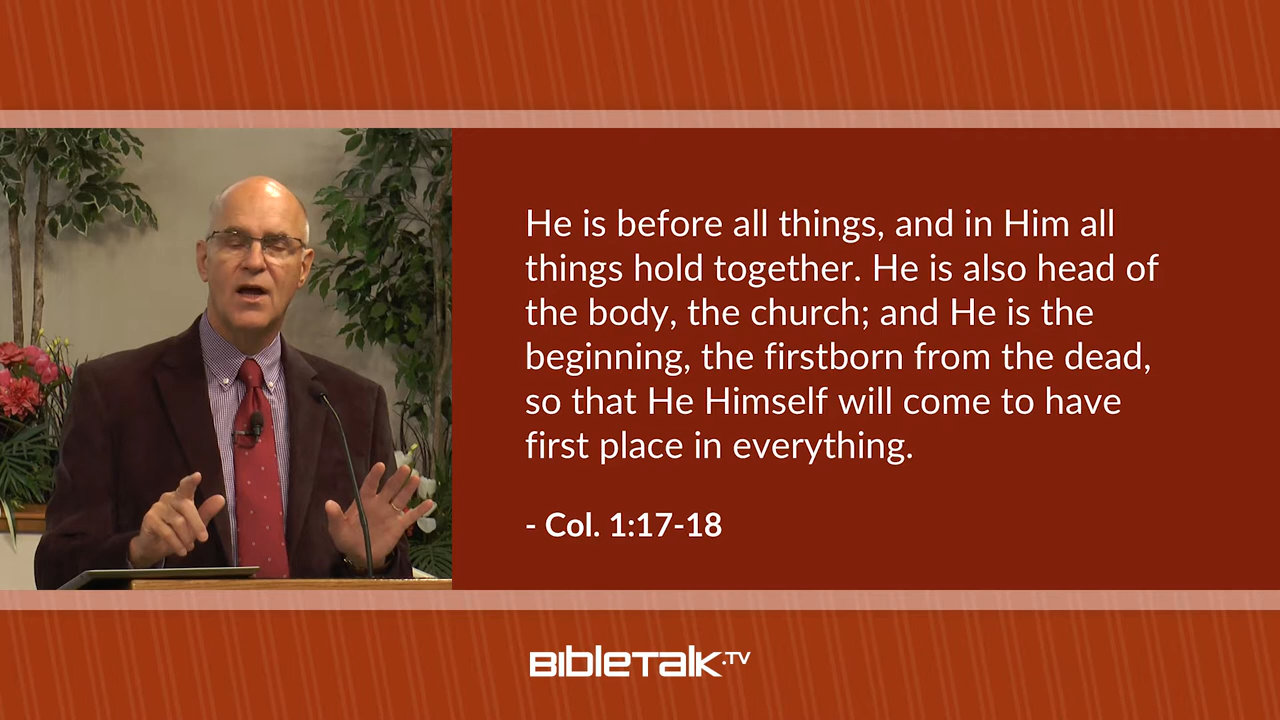 He is before all things, and in Him all
things hold together. He is also head of
the body, the church; and He is the
beginning, the firstborn from the dead,
so that He Himself will come to have
first place in everything.
- Col. 1:17-18
BIBLETALK.TV